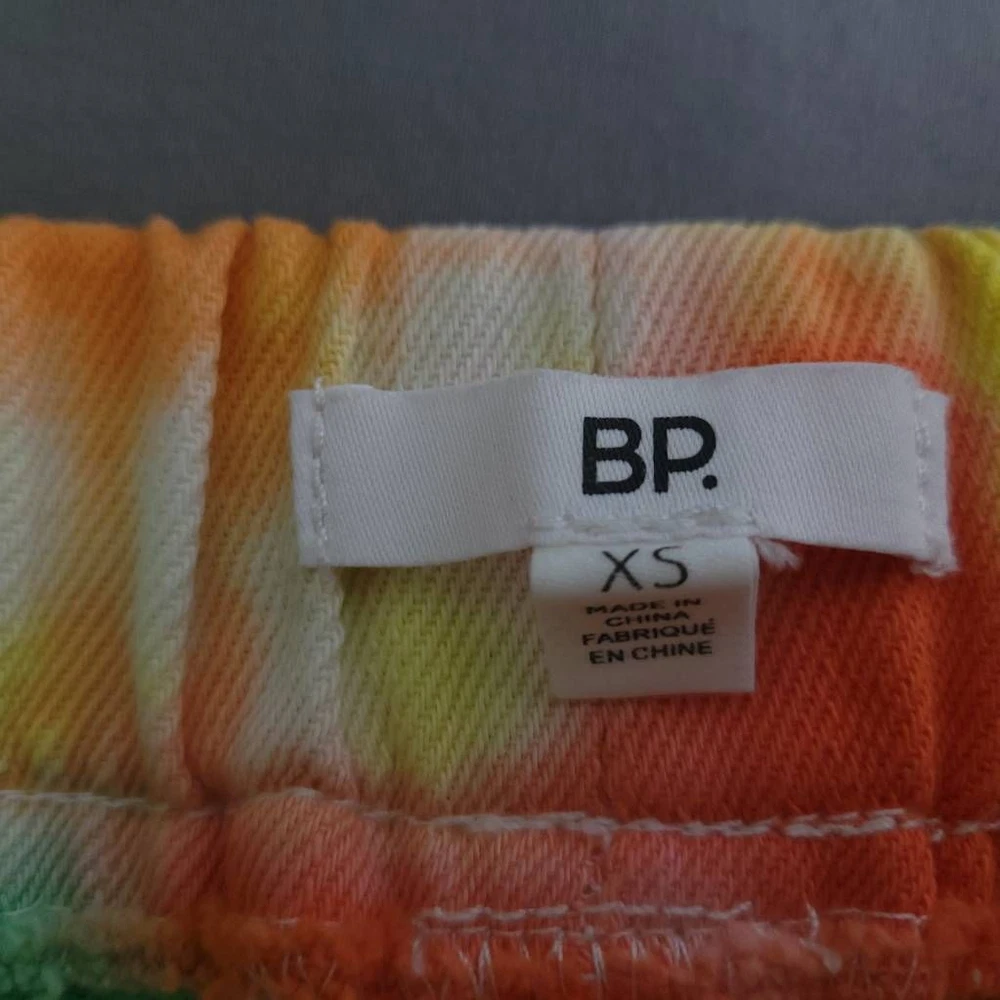 BP.
XS
MADE IN
CHINA
FABRIQUÉ
EN CHINE